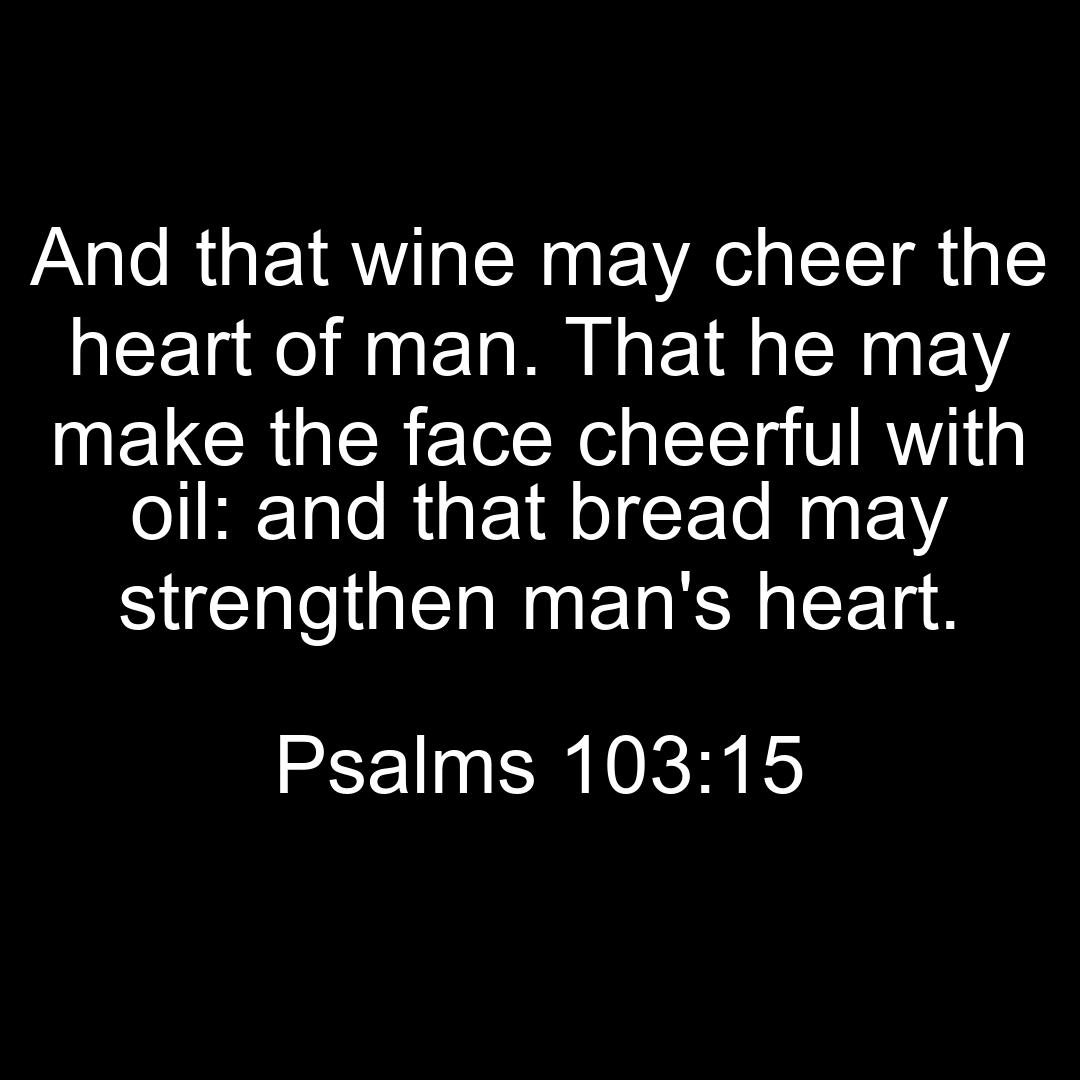 And that wine may cheer the
heart of man. That he may
make the face cheerful with
oil: and that bread may
strengthen man's heart.
Psalms 103:15